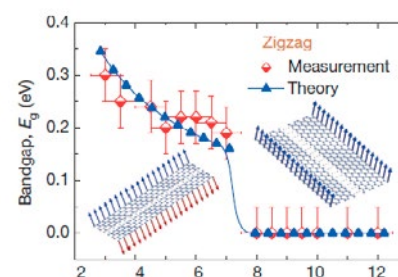 0.4
0.3
0.2
0.1
0.0
Bandgap, Eg (eV)
Zigzag
Measurement
Theory
2 4 6 8 10 12